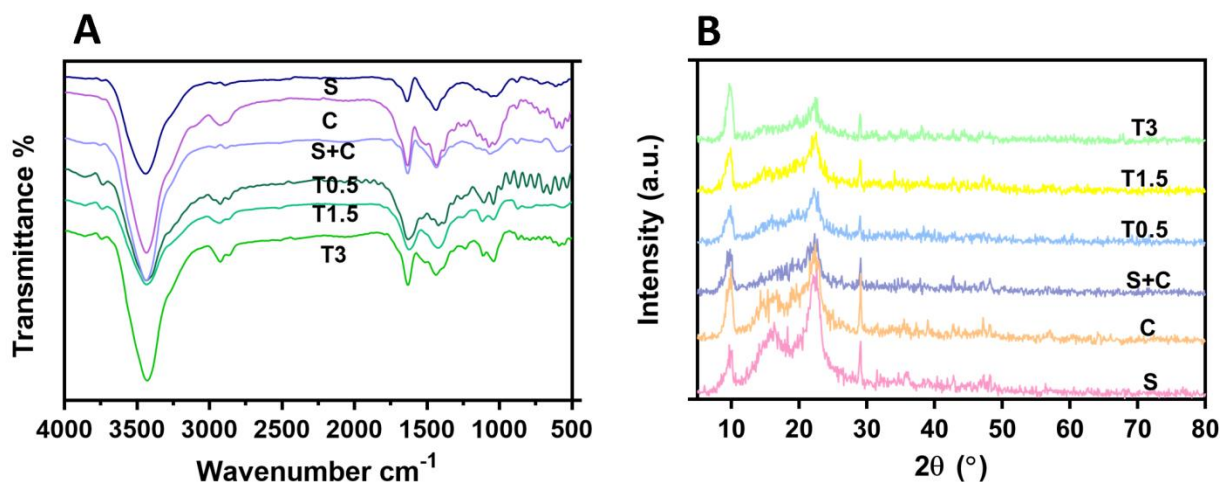 A
Transmittance %
S
C
S+C
T0.5
T1.5
T3
4000 3500 3000 2500 2000 1500 1000 500
Wavenumber cm-1
B
Intensity (a.u.)
T3
T1.5
T0.5
S+C
C
S
10 20 30 40 50 60 70 80
2θ (°)